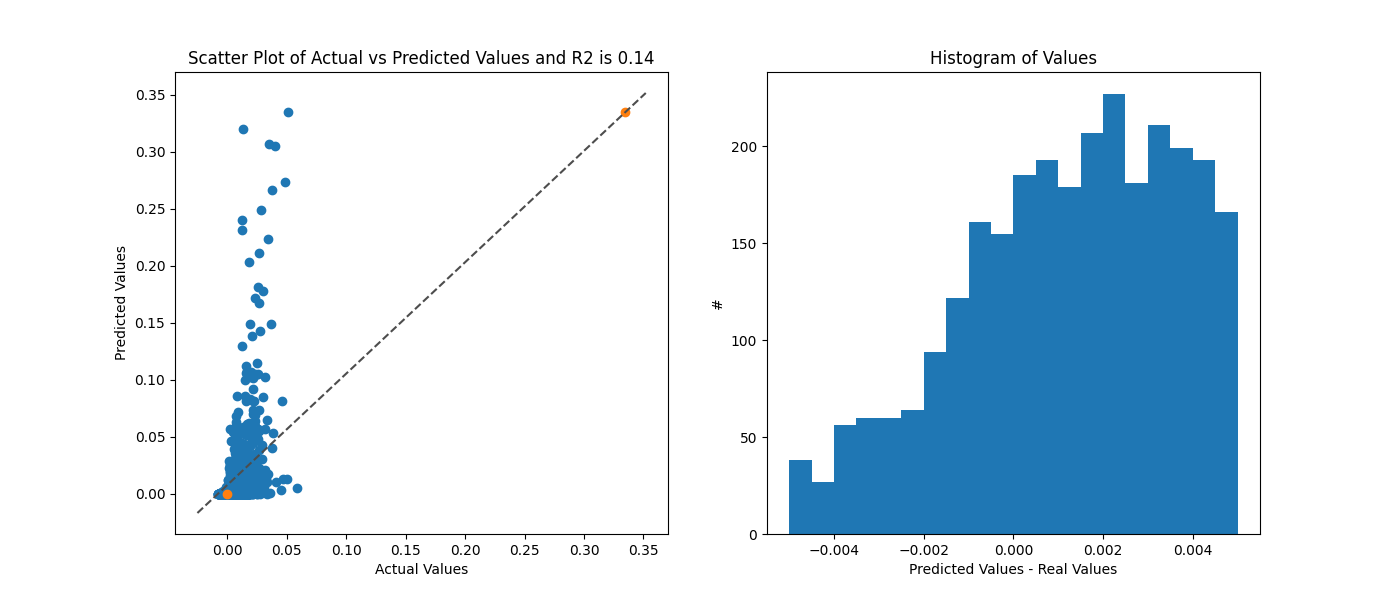 Scatter Plot of Actual vs Predicted Values and R2 is 0.14
0.35
0.30
0.25
0.20
0.15
0.10
0.05
0.00
Predicted Values
0.00 0.05 0.10 0.15 0.20 0.25 0.30 0.35
Actual Values
Histogram of Values
200
150
100
50
0
#
−0.004 −0.002 0.000 0.002 0.004
Predicted Values - Real Values